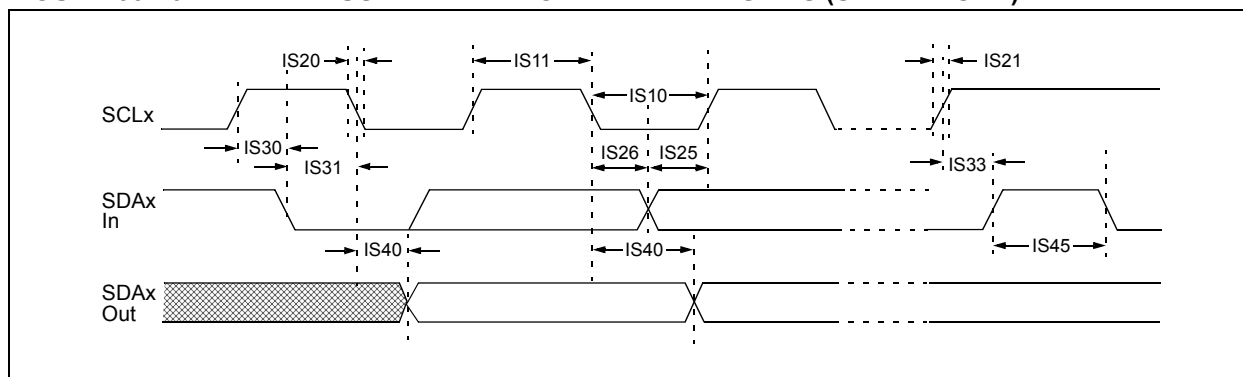 IS20
IS11
IS21
SCLx
IS10
IS30
IS31
IS26
IS25
IS33
SDAx
In
IS40
IS40
IS45
SDAx
Out